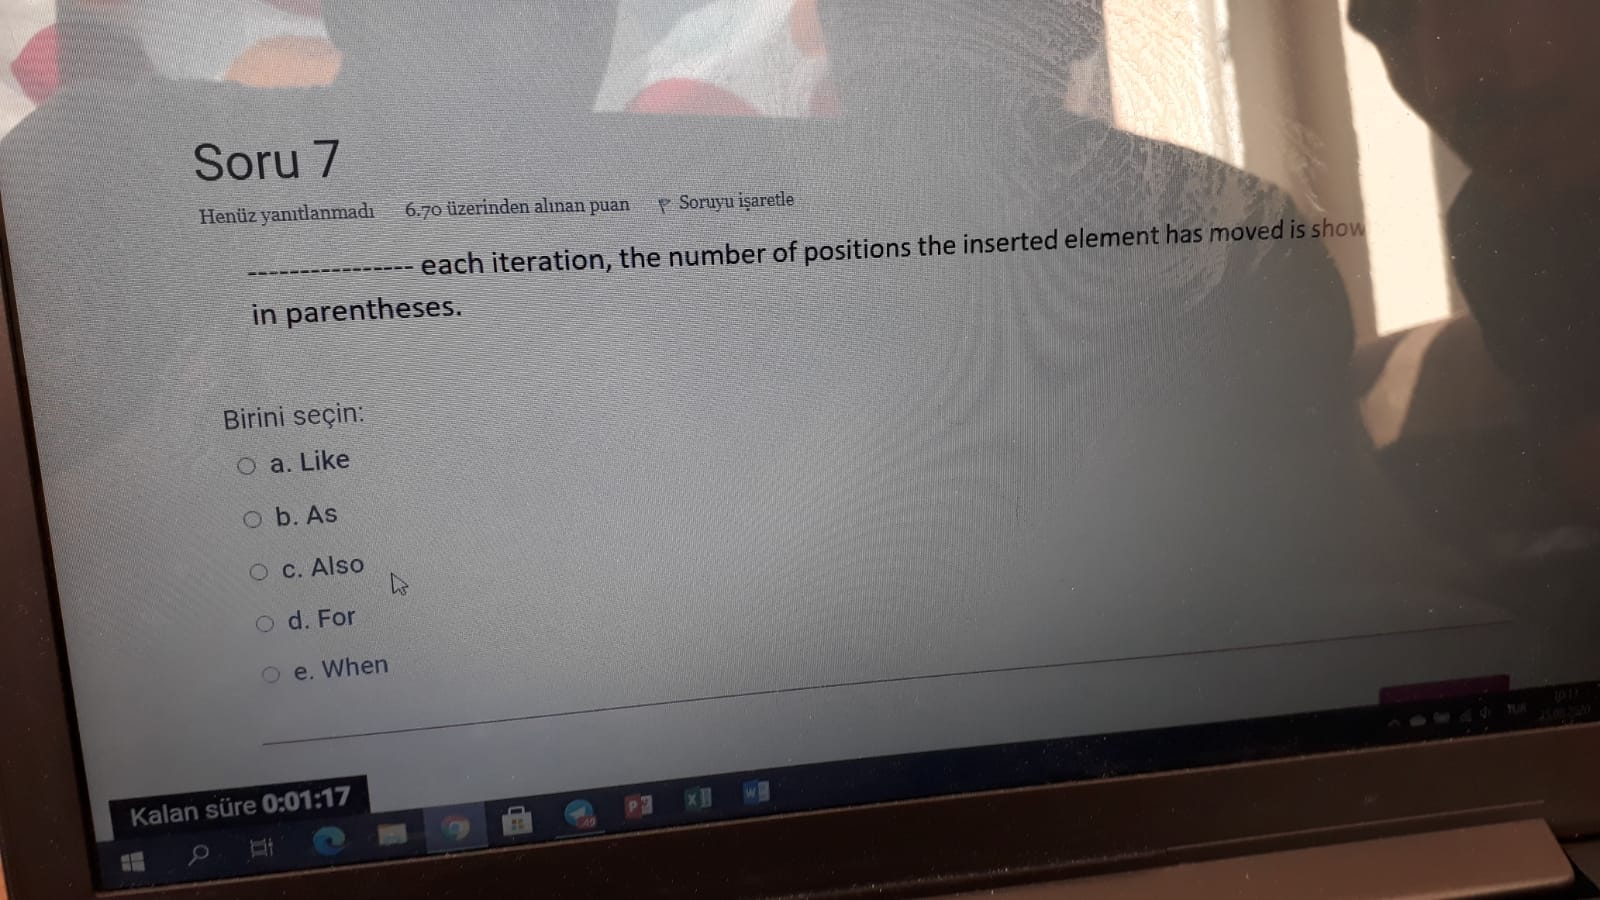 Soru 7
Henüz yanıtlanmadı 6.70 üzerinden alınan puan Soruyu işaretle
---------------- each iteration, the number of positions the inserted element has moved is show
in parentheses.
Birini seçin:
a. Like
b. As
c. Also
d. For
e. When
Kalan süre 0:01:17
TUR